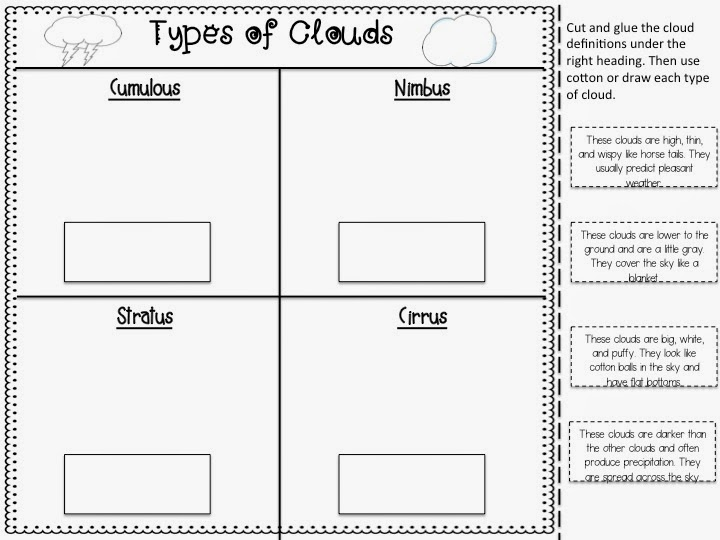 Types of Clouds
Cumulous
Nimbus
Stratus
Cirrus
Cut and glue the cloud
definitions under the
right heading. Then use
cotton or draw each type
of cloud.
These clouds are high, thin,
and wispy like horse tails. They
usually predict pleasant
weather.
These clouds are lower to the
ground and are a little gray.
They cover the sky like a
blanket.
These clouds are big, white,
and puffy. They look like
cotton balls in the sky and
have flat bottoms.
These clouds are darker than
the other clouds and often
produce precipitation. They
are spread across the sky.